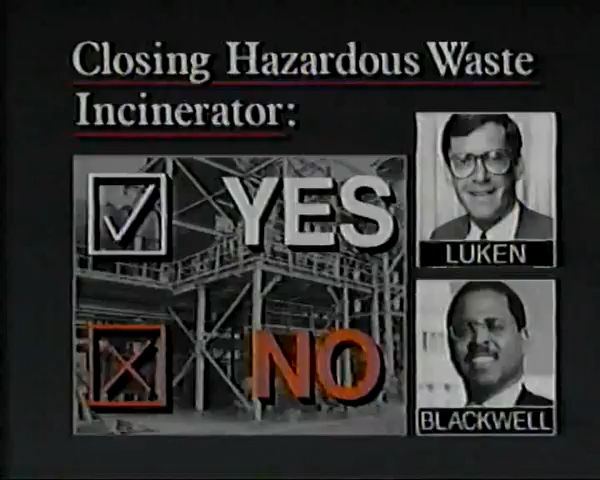 Closing Hazardous Waste
Incinerator:
YES
LUKEN
NO
BLACKWELL